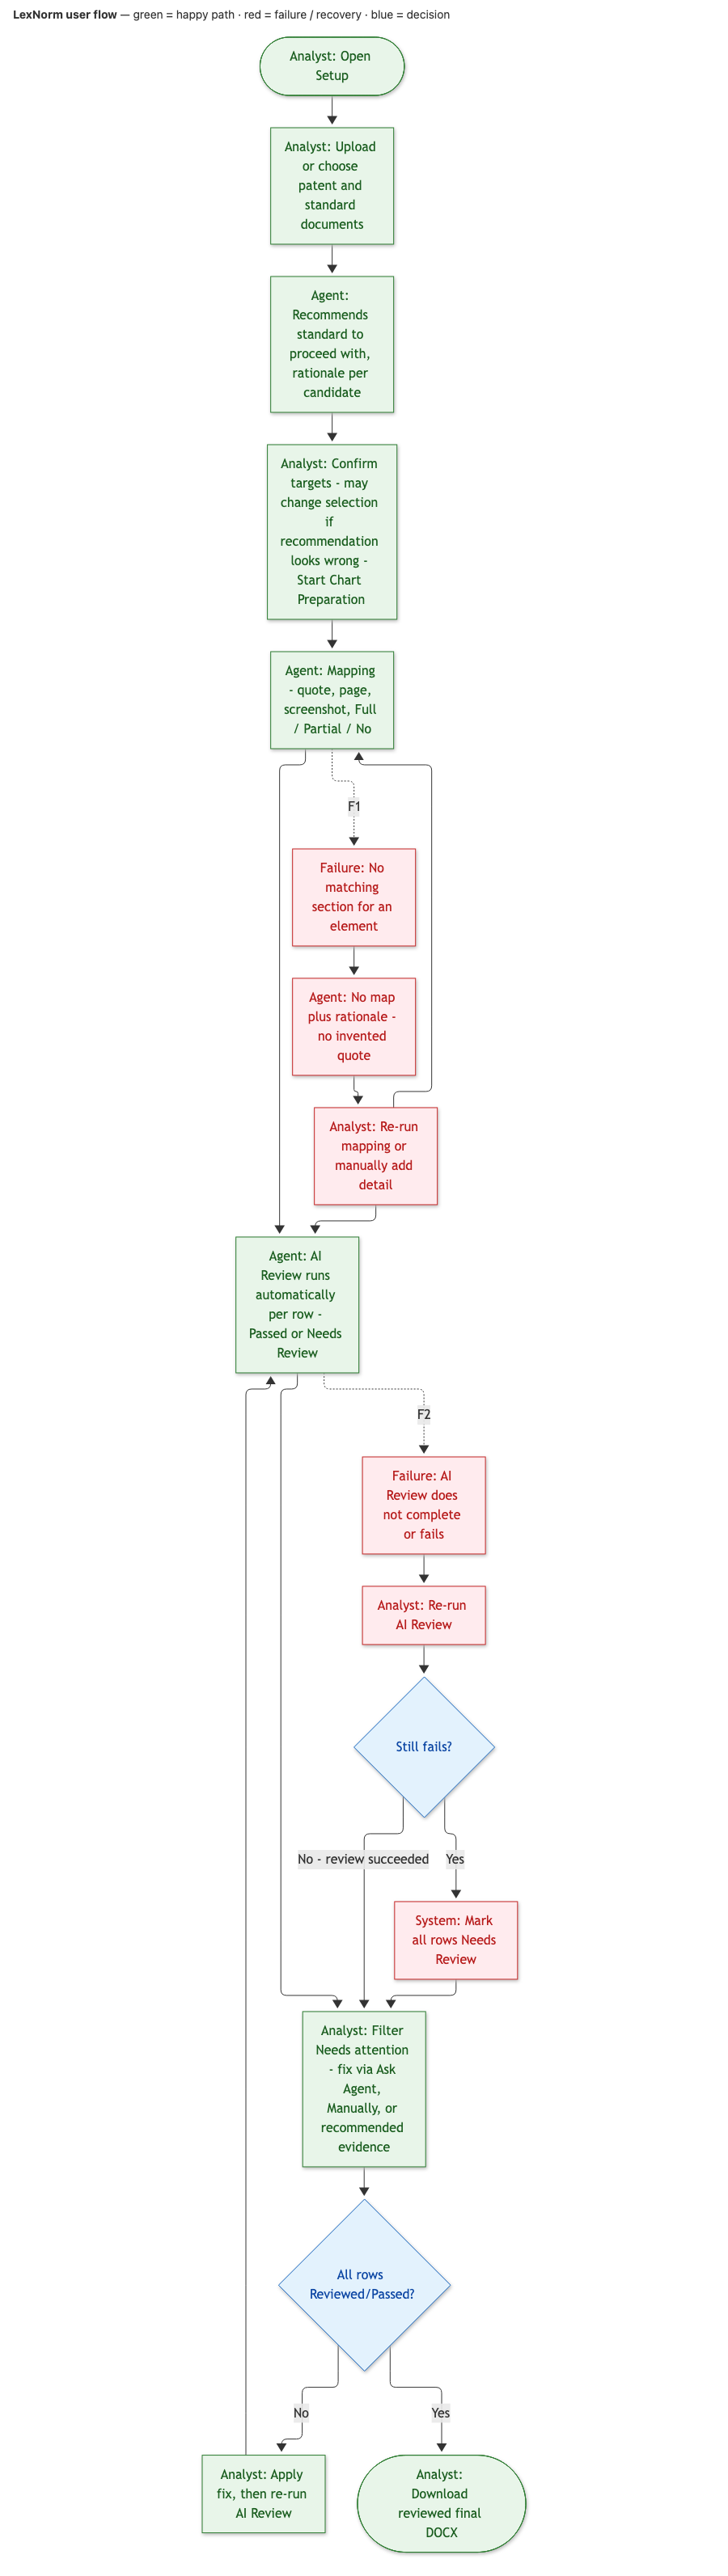 LexNorm user flow — green = happy path · red = failure / recovery · blue = decision
Analyst: Open
Setup
Analyst: Upload
or choose
patent and
standard
documents
Agent:
Recommends
standard to
proceed with,
rationale per
candidate
Analyst: Confirm
targets - may
change selection
if
recommendation
looks wrong -
Start Chart
Preparation
Agent: Mapping
- quote, page,
screenshot, Full
/ Partial / No
F1
Failure: No
matching
section for an
element
Agent: No map
plus rationale -
no invented
quote
Analyst: Re-run
mapping or
manually add
detail
Agent: AI
Review runs
automatically
per row -
Passed or Needs
Review
F2
Failure: AI
Review does
not complete
or fails
Analyst: Re-run
AI Review
Still fails?
No - review succeeded
Yes
System: Mark
all rows Needs
Review
Analyst: Filter
Needs attention
- fix via Ask
Agent,
Manually, or
recommended
evidence
All rows
Reviewed/Passed?
No
Yes
Analyst: Apply
fix, then re-run
AI Review
Analyst:
Download
reviewed final
DOCX